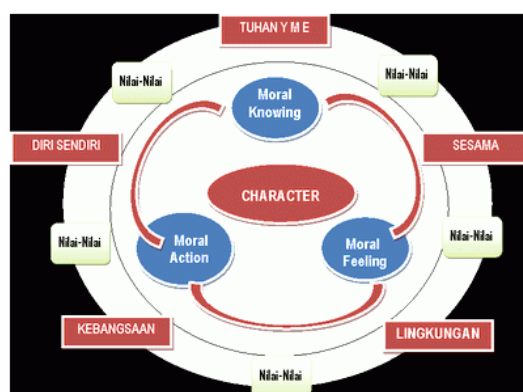 TUHAN Y M E
Nilai-Nilai
Nilai-Nilai
Moral
Knowing
DIRI SENDIRI
SESAMA
CHARACTER
Nilai-Nilai
Moral
Action
Moral
Feeling
Nilai-Nilai
KEBANGSAAN
LINGKUNGAN
Nilai-Nilai